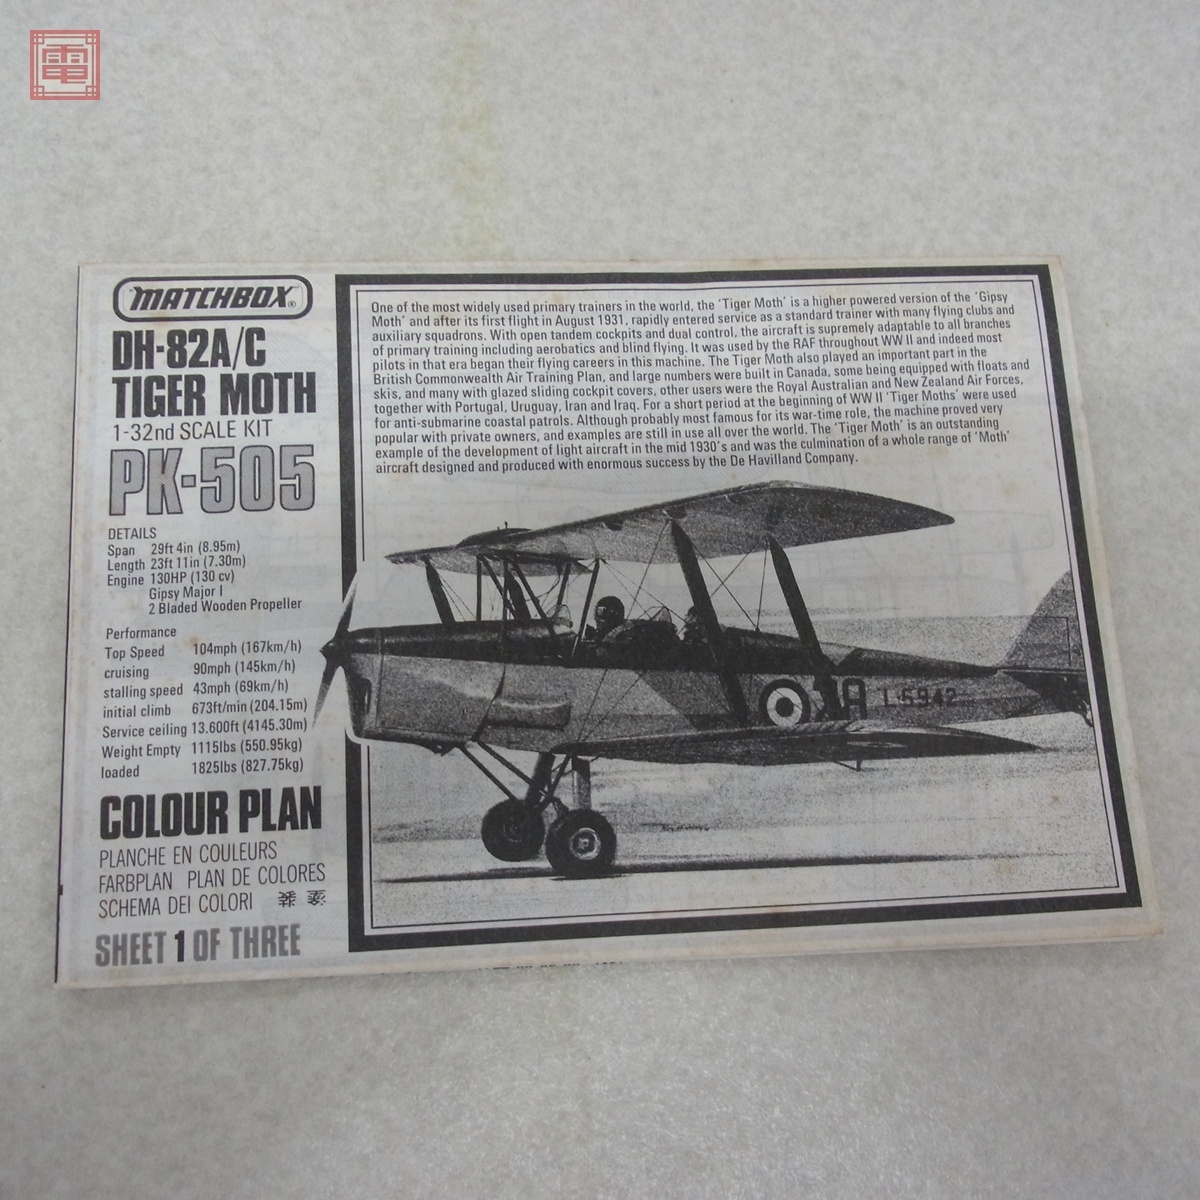 電
MATCHBOX®
DH-82A/C
TIGER MOTH
1-32nd SCALE KIT
PK-505
DETAILS
Span 29ft 4in (8.95m)
Length 23ft 11in (7.30m)
Engine 130HP (130 cv)
Gipsy Major I
2 Bladed Wooden Propeller
Performance
Top Speed 104mph (167km/h)
cruising 90mph (145km/h)
stalling speed 43mph (69km/h)
initial climb 673ft/min (204.15m)
Service ceiling 13.600ft (4145.30m)
Weight Empty 1115lbs (550.95kg)
loaded 1825lbs (827.75kg)
COLOUR PLAN
PLANCHE EN COULEURS
FARBPLAN PLAN DE COLORES
SCHEMA DEI COLORI 装塗
SHEET 1 OF THREE
One of the most widely used primary trainers in the world, the 'Tiger Moth' is a higher powered version of the 'Gipsy
Moth' and after its first flight in August 1931, rapidly entered service as a standard trainer with many flying clubs and
auxiliary squadrons. With open tandem cockpits and dual control, the aircraft is supremely adaptable to all branches
of primary training including aerobatics and blind flying. It was used by the RAF throughout WW II and indeed most
pilots in that era began their flying careers in this machine. The Tiger Moth also played an important part in the
British Commonwealth Air Training Plan, and large numbers were built in Canada, some being equipped with floats and
skis, and many with glazed sliding cockpit covers, other users were the Royal Australian and New Zealand Air Forces,
together with Portugal, Uruguay, Iran and Iraq. For a short period at the beginning of WW II 'Tiger Moths' were used
for anti-submarine coastal patrols. Although probably most famous for its war-time role, the machine proved very
popular with private owners, and examples are still in use all over the world. The 'Tiger Moth' is an outstanding
example of the development of light aircraft in the mid 1930's and was the culmination of a whole range of 'Moth'
aircraft designed and produced with enormous success by the De Havilland Company.
L-5942